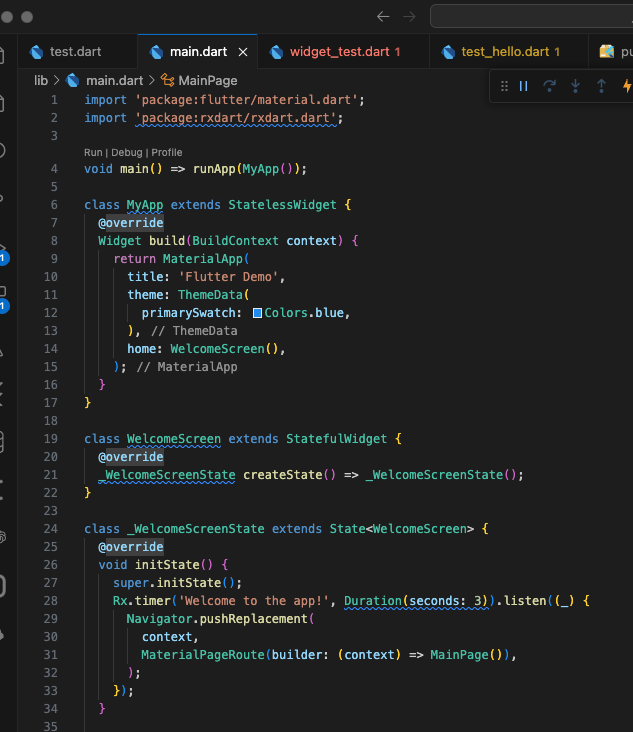 test.dart
main.dart
widget_test.dart 1
test_hello.dart 1
pu
lib > main.dart > MainPage
1 import 'package:flutter/material.dart';
2 import 'package:rxdart/rxdart.dart';
3
Run | Debug | Profile
4 void main() => runApp(MyApp());
5
6 class MyApp extends StatelessWidget {
7 @override
8 Widget build(BuildContext context) {
9 return MaterialApp(
10 title: 'Flutter Demo',
11 theme: ThemeData(
12 primarySwatch: Colors.blue,
13 ), // ThemeData
14 home: WelcomeScreen(),
15 ); // MaterialApp
16 }
17 }
18
19 class WelcomeScreen extends StatefulWidget {
20 @override
21 _WelcomeScreenState createState() => _WelcomeScreenState();
22 }
23
24 class _WelcomeScreenState extends State<WelcomeScreen> {
25 @override
26 void initState() {
27 super.initState();
28 Rx.timer('Welcome to the app!', Duration(seconds: 3)).listen((_) {
29 Navigator.pushReplacement(
30 context,
31 MaterialPageRoute(builder: (context) => MainPage()),
32 );
33 });
34 }
35
1
1